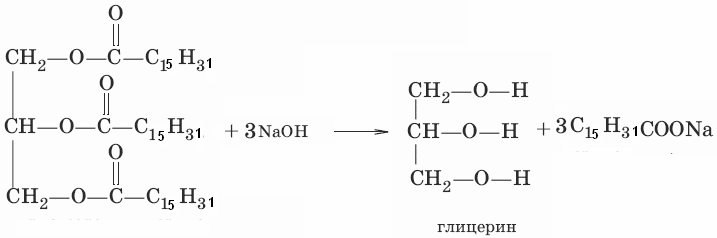 O
CH₂—O—C—C₁₅H₃₁
O
CH—O—C—C₁₅H₃₁ + 3NaOH
O
CH₂—O—C—C₁₅H₃₁
CH₂—O—H
CH—O—H + 3C₁₅H₃₁COONa
CH₂—O—H
глицерин